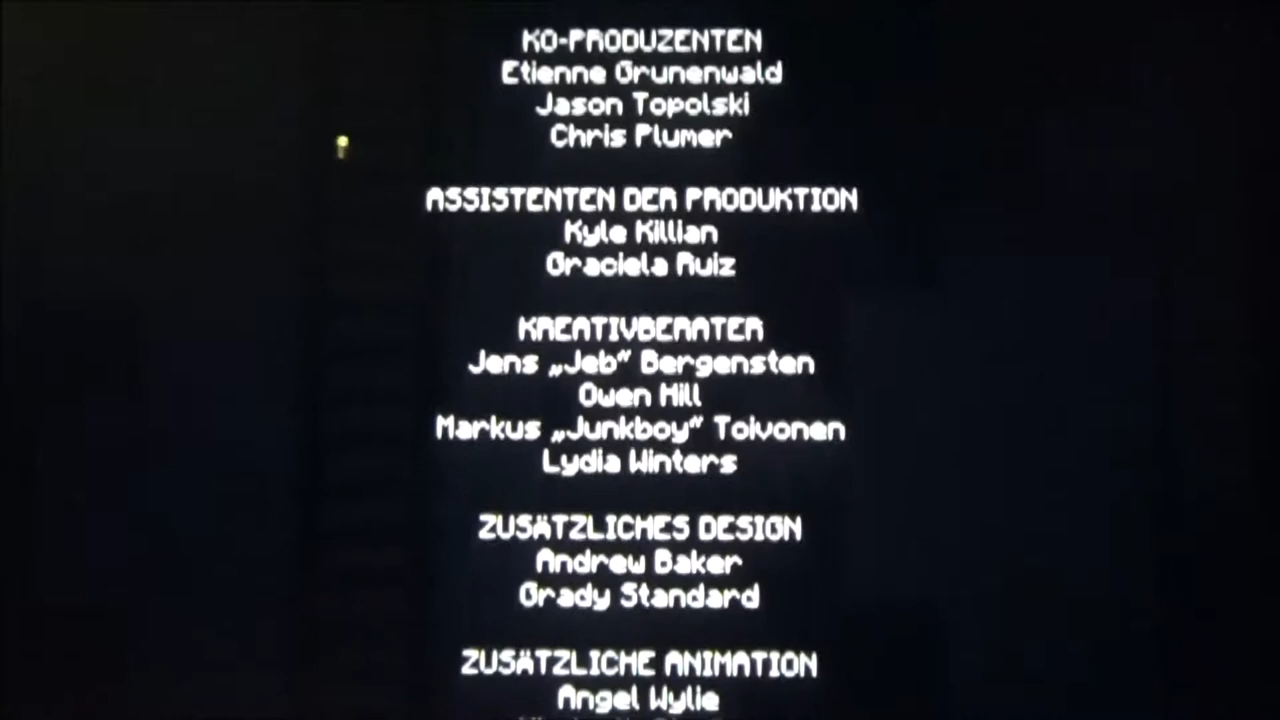 KO-PRODUZENTEN
Etienne Grunenwald
Jason Topolski
Chris Plumer
ASSISTENTEN DER PRODUKTION
Kyle Killian
Graciela Ruiz
KREATIVBERATER
Jens „Jeb“ Bergensten
Owen Hill
Markus „Junkboy“ Toivonen
Lydia Winters
ZUSÄTZLICHES DESIGN
Andrew Baker
Grady Standard
ZUSÄTZLICHE ANIMATION
Angel Wylie